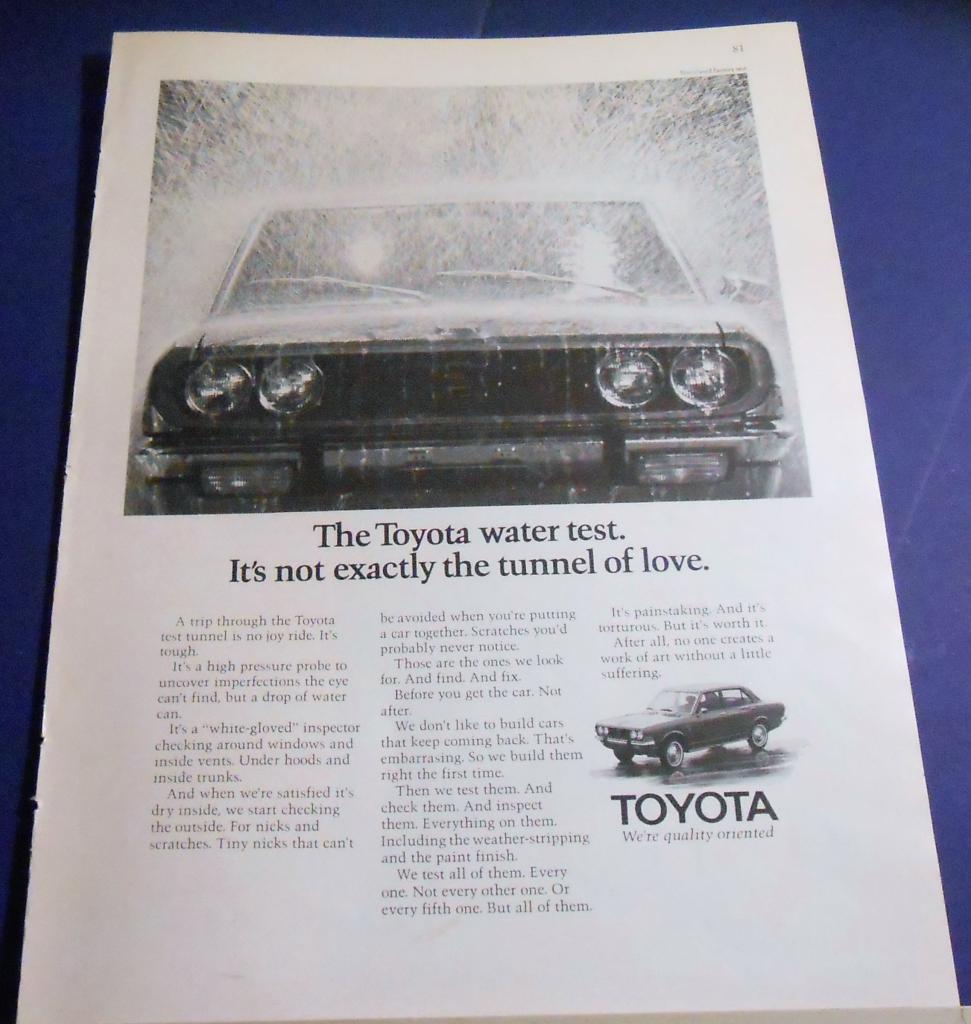 81
The Toyota water test.
It's not exactly the tunnel of love.
A trip through the Toyota
test tunnel is no joy ride. It's
tough.
It's a high pressure probe to
uncover imperfections the eye
can't find, but a drop of water
can.
It's a "white-gloved" inspector
checking around windows and
inside vents. Under hoods and
inside trunks.
And when we're satisfied it's
dry inside, we start checking
the outside. For nicks and
scratches. Tiny nicks that can't
be avoided when you're putting
a car together. Scratches you'd
probably never notice.
Those are the ones we look
for. And find. And fix.
Before you get the car. Not
after.
We don't like to build cars
that keep coming back. That's
embarrasing. So we build them
right the first time.
Then we test them. And
check them. And inspect
them. Everything on them.
Including the weather-stripping
and the paint finish.
We test all of them. Every
one. Not every other one. Or
every fifth one. But all of them.
It's painstaking. And it's
torturous. But it's worth it.
After all, no one creates a
work of art without a little
suffering.
TOYOTA
We're quality oriented